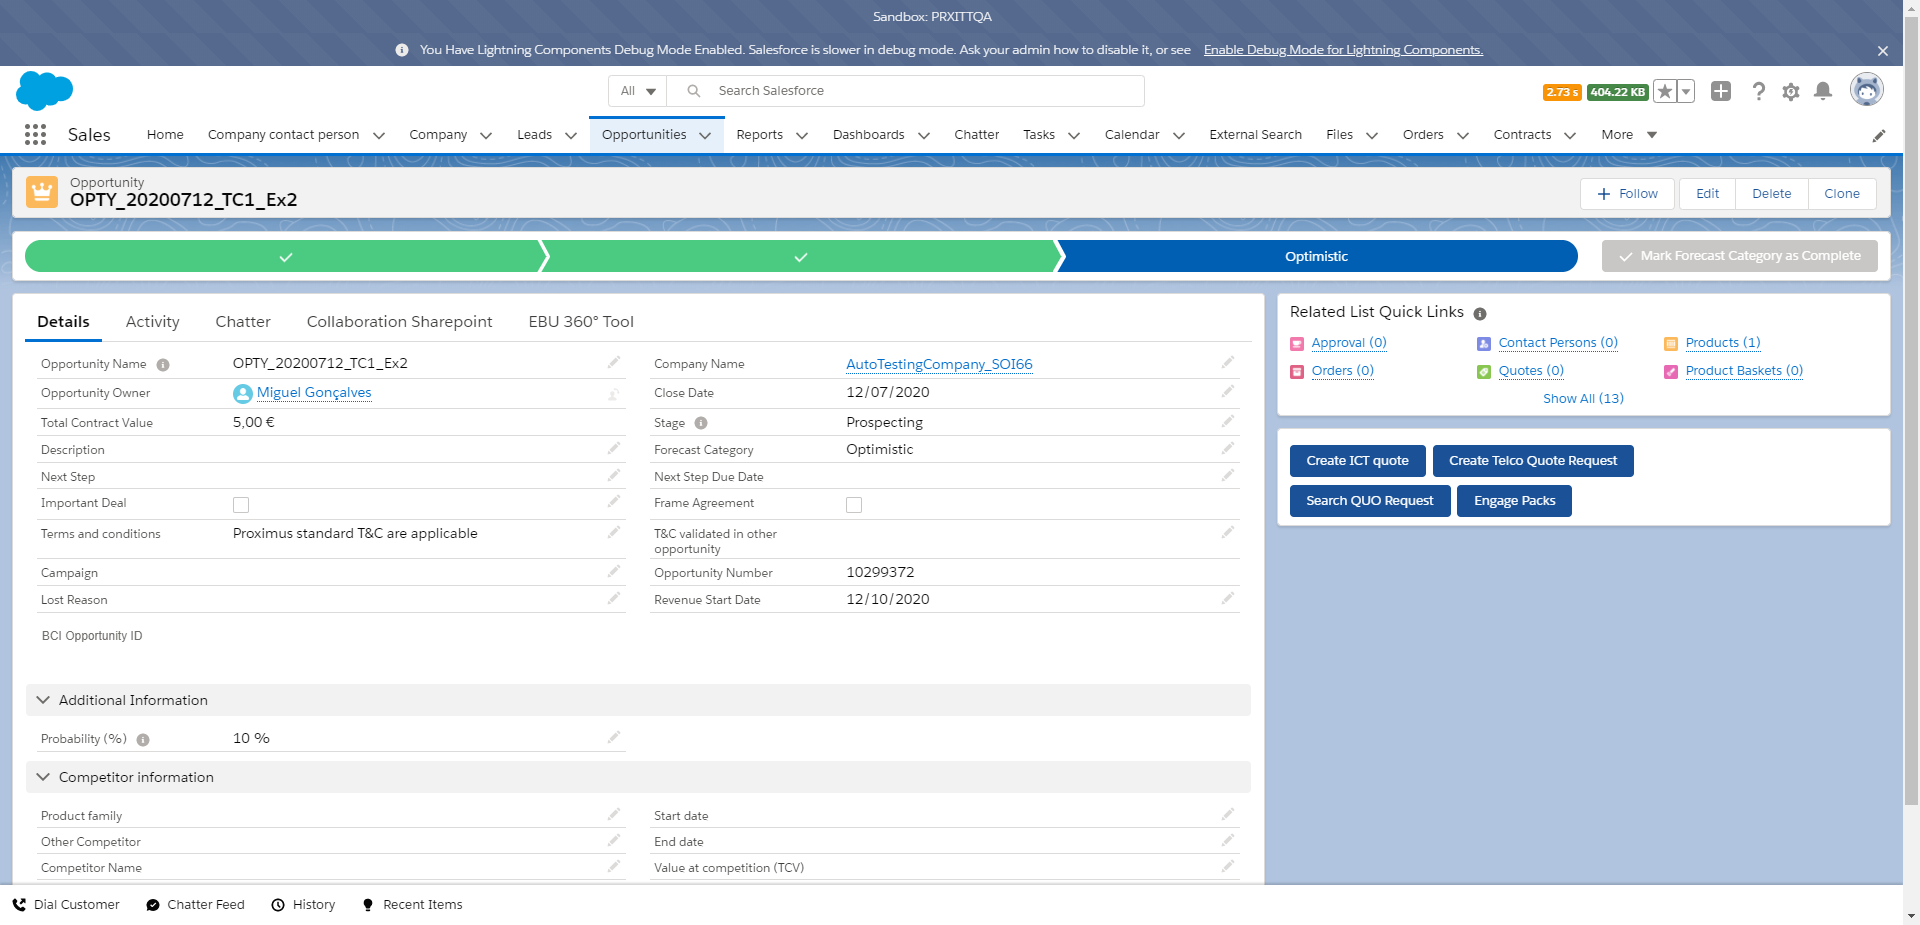 Sandbox: PRXITTQA
You Have Lightning Components Debug Mode Enabled. Salesforce is slower in debug mode. Ask your admin how to disable it, or see Enable Debug Mode for Lightning Components.
All Search Salesforce 2.73 s 404.22 KB
Sales Home Company contact person Company Leads Opportunities Reports Dashboards Chatter Tasks Calendar External Search Files Orders Contracts More
Opportunity
OPTY_20200712_TC1_Ex2
Follow Edit Delete Clone
Optimistic Mark Forecast Category as Complete
Details Activity Chatter Collaboration Sharepoint EBU 360° Tool
Opportunity Name OPTY_20200712_TC1_Ex2 Company Name AutoTestingCompany_SOI66
Opportunity Owner Miguel Gonçalves Close Date 12/07/2020
Total Contract Value 5,00 € Stage Prospecting
Description Forecast Category Optimistic
Next Step Next Step Due Date
Important Deal Frame Agreement
Terms and conditions Proximus standard T&C are applicable T&C validated in other
opportunity
Campaign Opportunity Number 10299372
Lost Reason Revenue Start Date 12/10/2020
BCI Opportunity ID
Additional Information
Probability (%) 10 %
Competitor information
Product family Start date
Other Competitor End date
Competitor Name Value at competition (TCV)
Related List Quick Links
Approval (0) Contact Persons (0) Products (1)
Orders (0) Quotes (0) Product Baskets (0)
Show All (13)
Create ICT quote Create Telco Quote Request
Search QUO Request Engage Packs
Dial Customer Chatter Feed History Recent Items